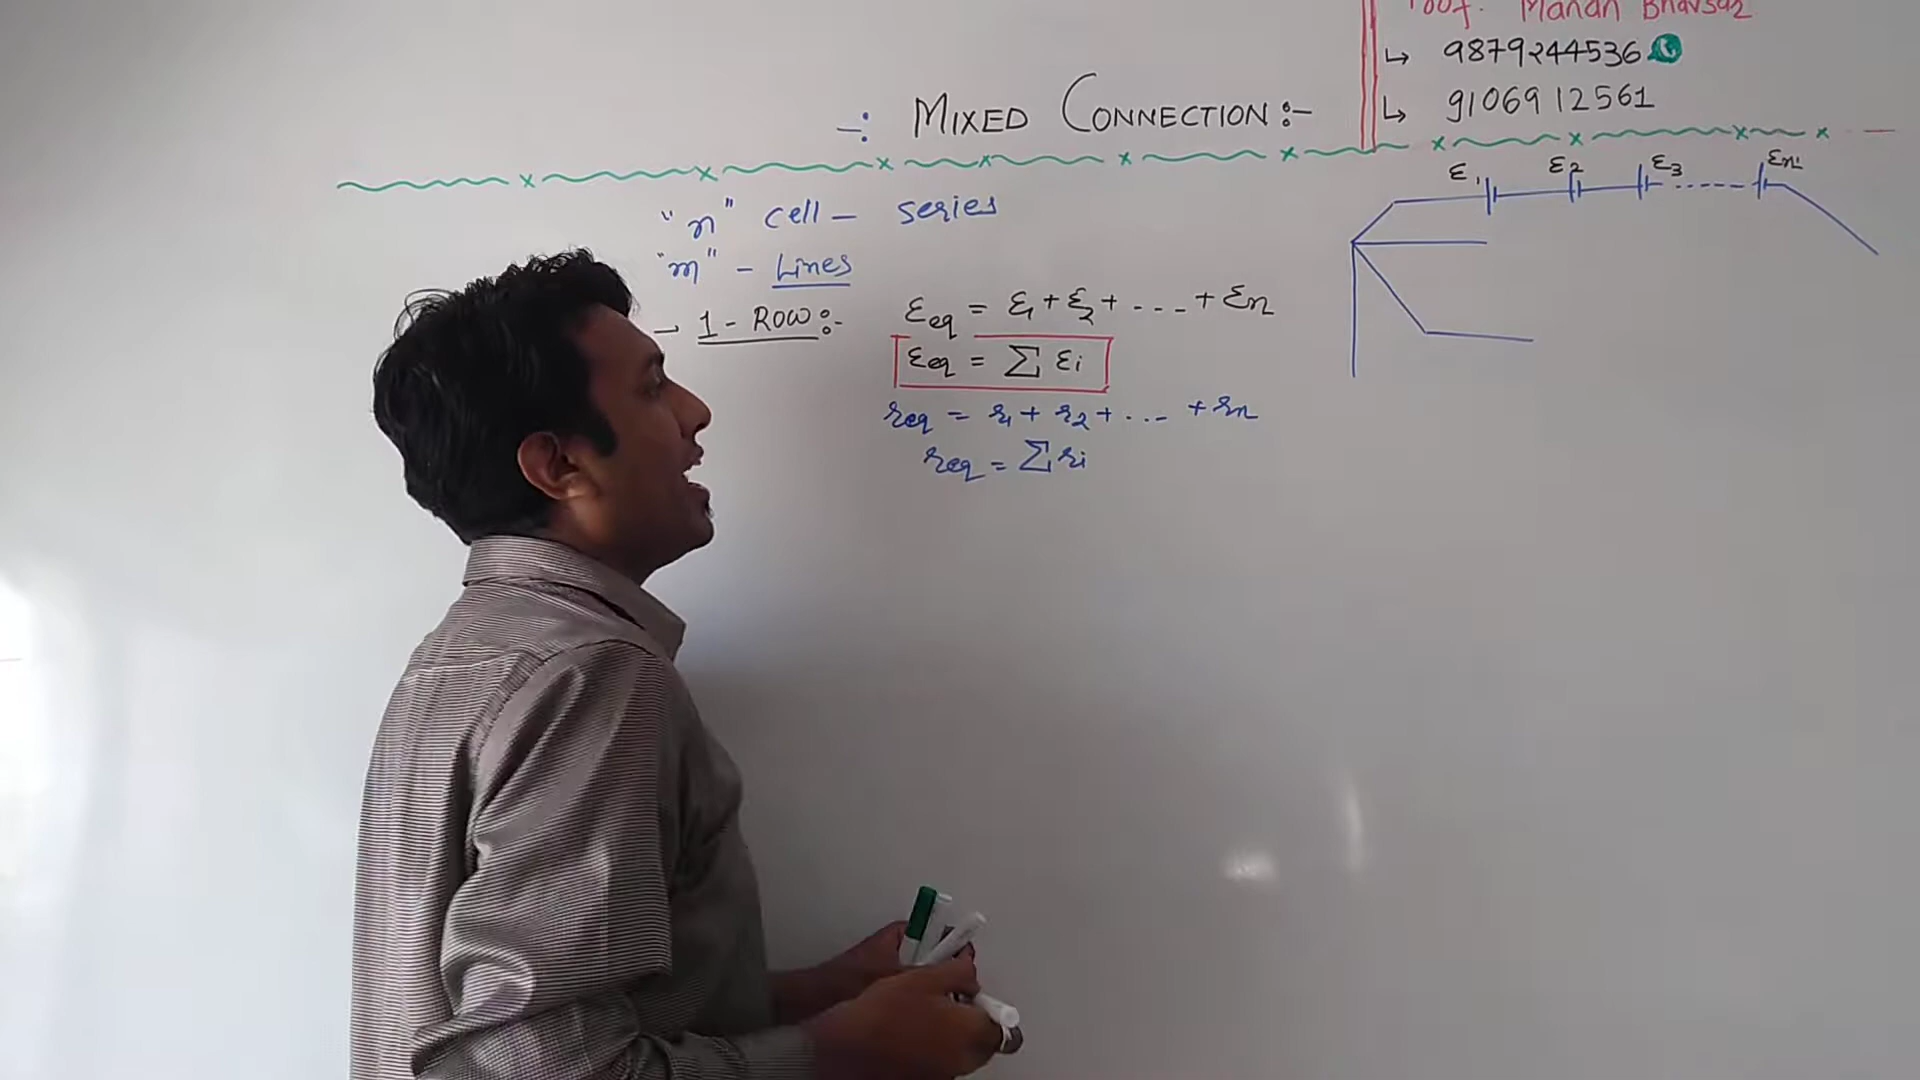 Prof. Manan Bhavsar
↳ 9879244536
↳ 9106912561
-: MIXED CONNECTION :-
ε1 ε2 ε3 ------ εn
"n" cell - series
"m" - Lines
→ 1 - ROW :-
εeq = ε1 + ε2 + ... + εn
εeq = Σ εi
req = r1 + r2 + ... + rn
req = Σ ri